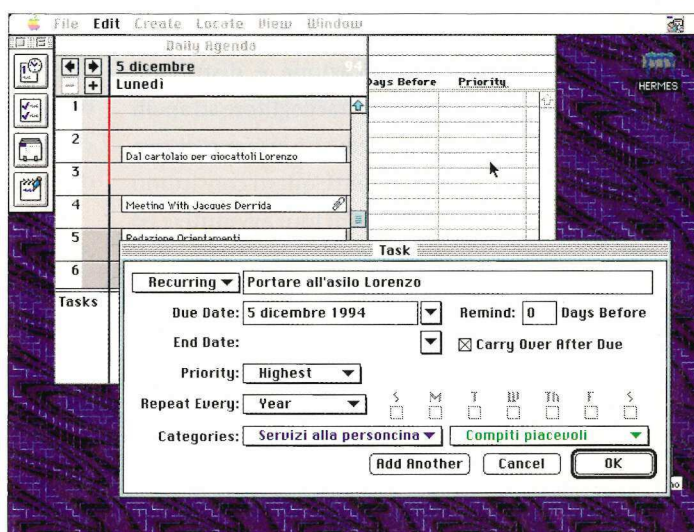 File Edit Create Locate View Window
Daily Agenda
5 dicembre 94
Lunedì
Days Before Priority
HERMES
1
2
Dal cartolaio per giocattoli Lorenzo
3
4 Meeting With Jacques Derrida
5 Redazione Orientamenti
6
Tasks
Task
Recurring Portare all'asilo Lorenzo
Due Date: 5 dicembre 1994 Remind: 0 Days Before
End Date: Carry Over After Due
Priority: Highest
S M T W Th F S
Repeat Every: Year
Categories: Servizi alla personcina Compiti piacevoli
Add Another Cancel OK